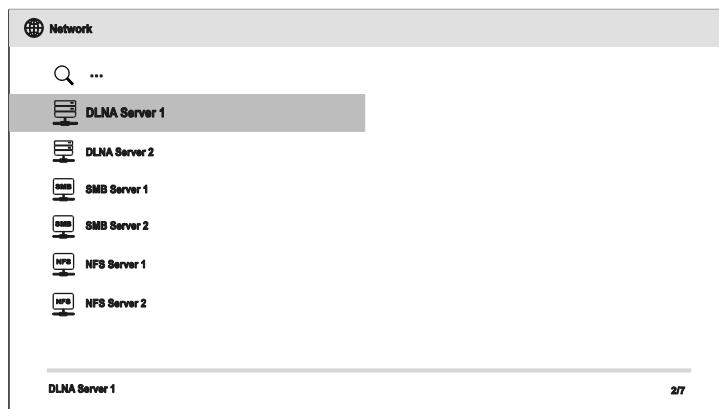 Network
...
DLNA Server 1
DLNA Server 2
SMB
SMB Server 1
SMB
SMB Server 2
NFS
NFS Server 1
NFS
NFS Server 2
DLNA Server 1
2/7